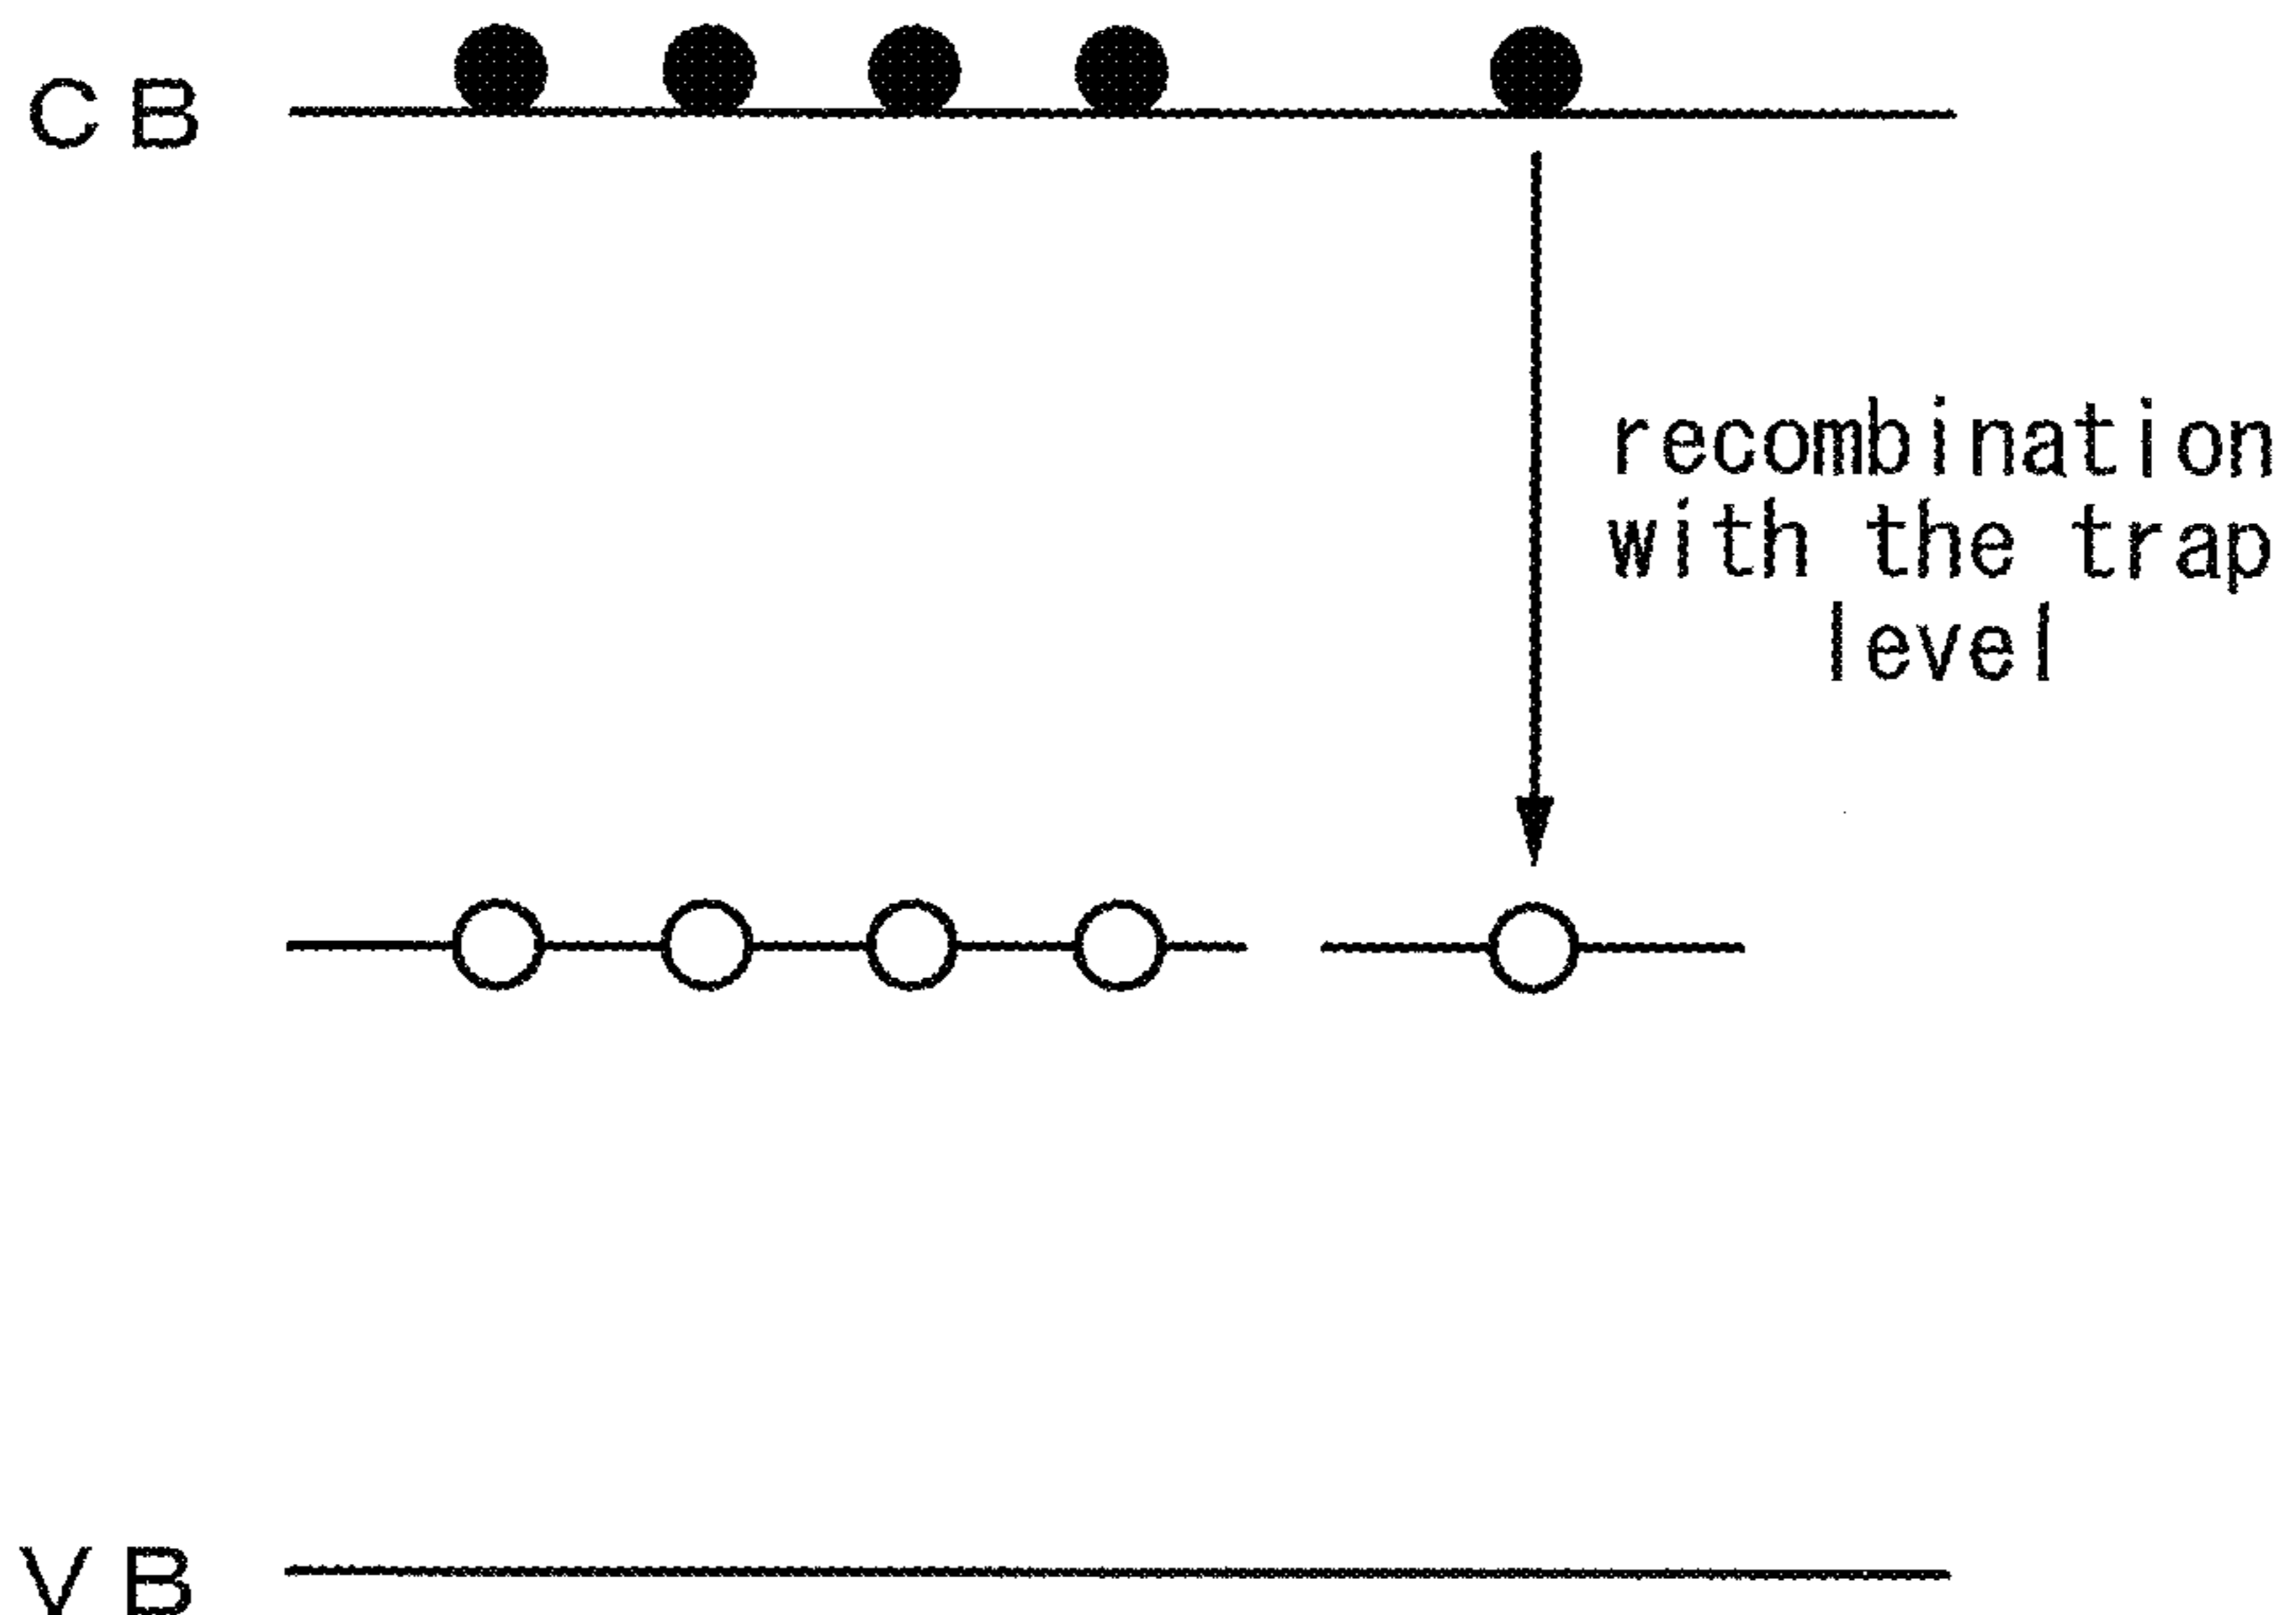 CB
recombination
with the trap
level
VB